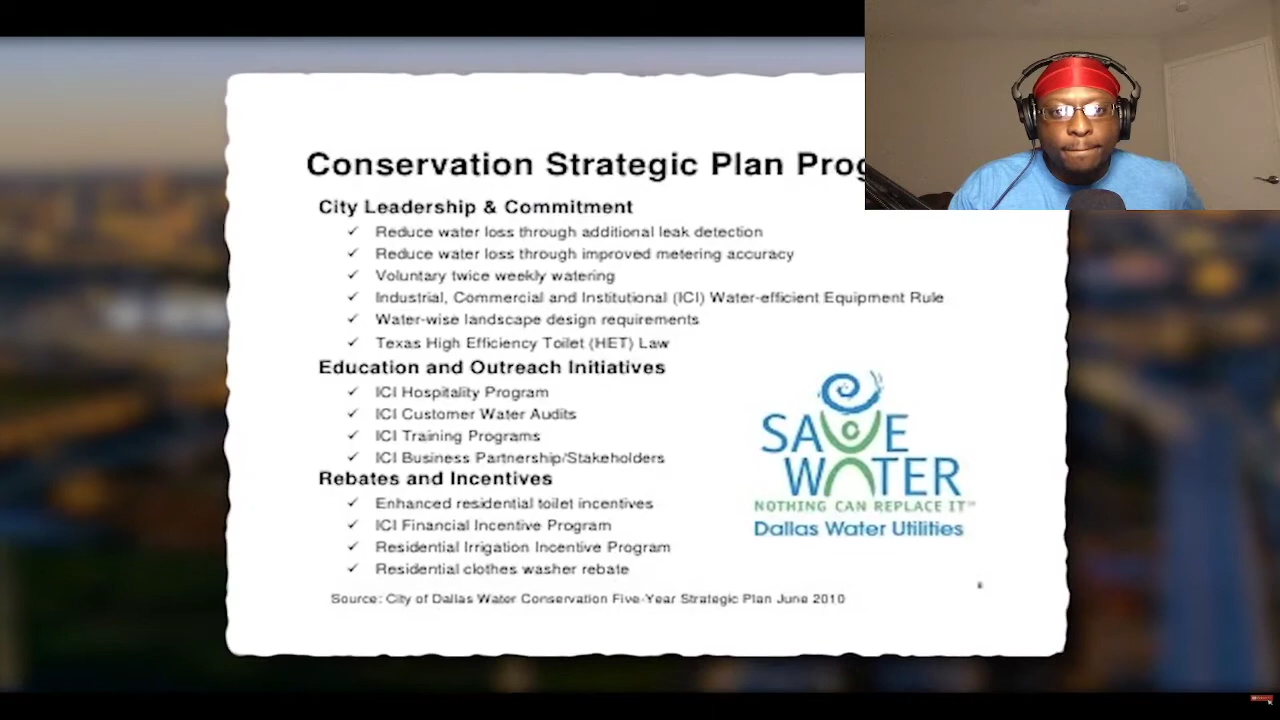 Conservation Strategic Plan Prog
City Leadership & Commitment
✓ Reduce water loss through additional leak detection
✓ Reduce water loss through improved metering accuracy
✓ Voluntary twice weekly watering
✓ Industrial, Commercial and Institutional (ICI) Water-efficient Equipment Rule
✓ Water-wise landscape design requirements
✓ Texas High Efficiency Toilet (HET) Law
Education and Outreach Initiatives
✓ ICI Hospitality Program
✓ ICI Customer Water Audits
✓ ICI Training Programs
✓ ICI Business Partnership/Stakeholders
Rebates and Incentives
✓ Enhanced residential toilet incentives
✓ ICI Financial Incentive Program
✓ Residential Irrigation Incentive Program
✓ Residential clothes washer rebate
SAVE
WATER
NOTHING CAN REPLACE IT™
Dallas Water Utilities
Source: City of Dallas Water Conservation Five-Year Strategic Plan June 2010